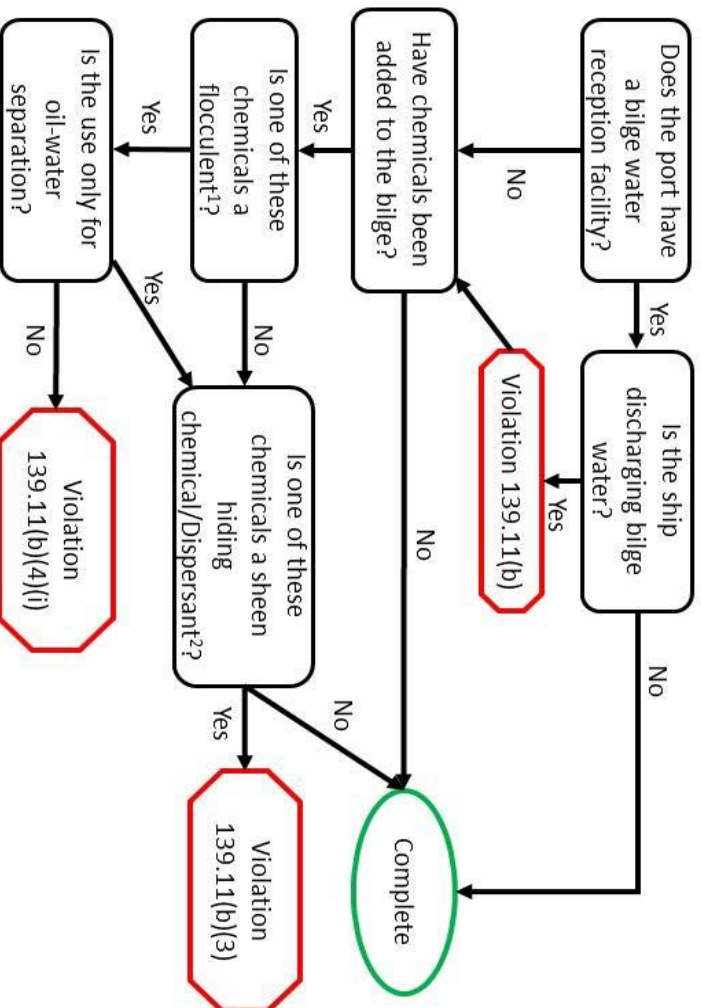 Does the port have
a bilge water
reception facility?
Yes
Is the ship
discharging bilge
water?
No
No
Yes
Violation 139.11(b)
Have chemicals been
added to the bilge?
No
Complete
Yes
Is one of these
chemicals a
flocculent¹?
No
Is one of these
chemicals a sheen
hiding
chemical/Dispersant²?
No
Yes
Violation
139.11(b)(3)
Yes
Yes
Is the use only for
oil-water
separation?
No
Violation
139.11(b)(4)(i)